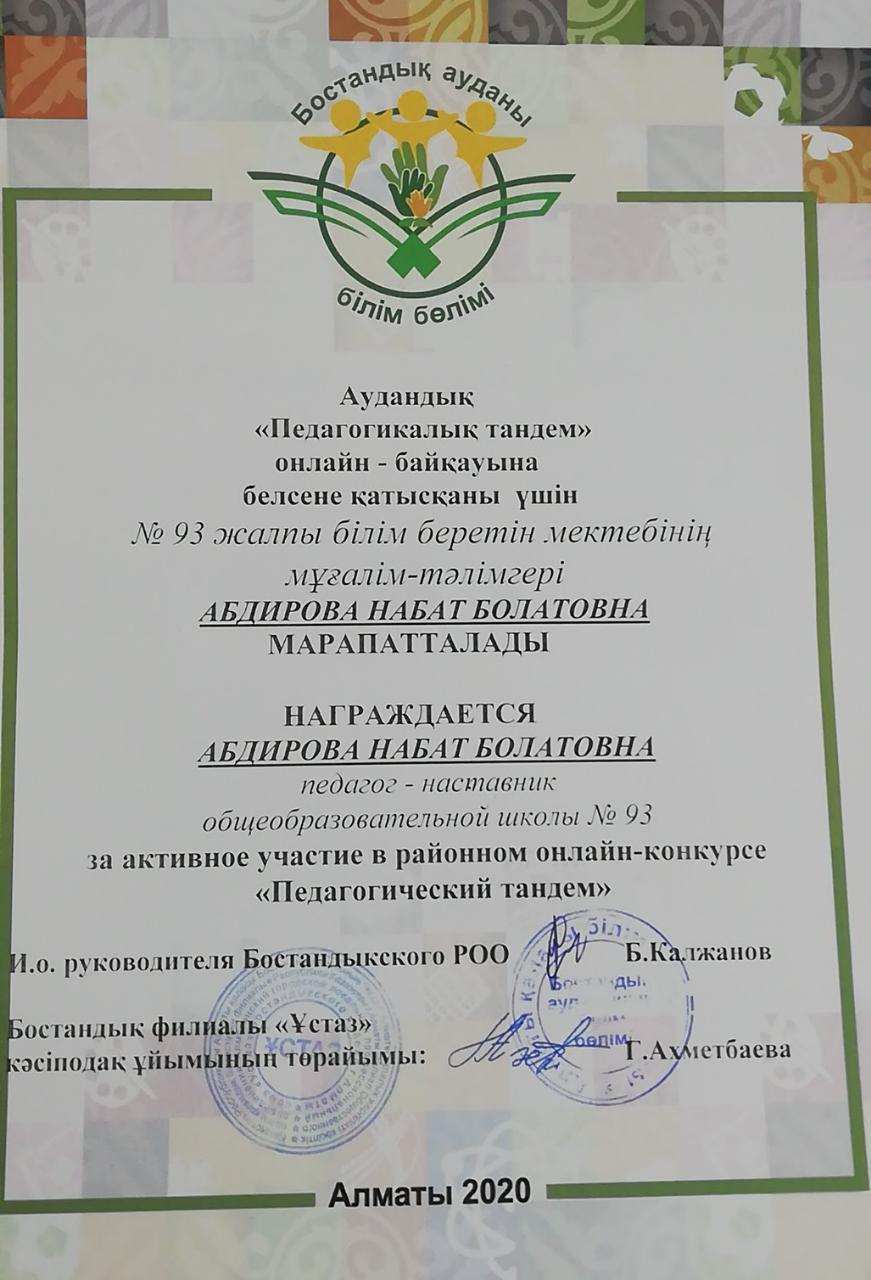 Бостандық ауданы
білім бөлімі
Аудандық
«Педагогикалық тандем»
онлайн - байқауына
белсене қатысқаны үшін
№ 93 жалпы білім беретін мектебінің
мұғалім-тәлімгері
АБДИРОВА НАБАТ БОЛАТОВНА
МАРАПАТТАЛАДЫ
НАГРАЖДАЕТСЯ
АБДИРОВА НАБАТ БОЛАТОВНА
педагог - наставник
общеобразовательной школы № 93
за активное участие в районном онлайн-конкурсе
«Педагогический тандем»
И.о. руководителя Бостандыкского РОО Б.Калжанов
Бостандық филиалы «Ұстаз»
кәсіподақ ұйымының төрайымы: Г.Ахметбаева
ҰСТАЗ
бөлім
Алматы 2020